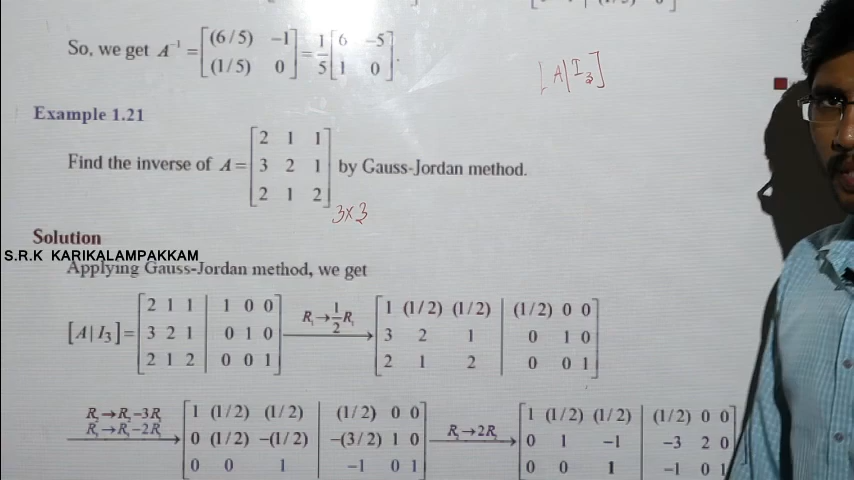 So, we get A⁻¹ = [(6/5) -1; (1/5) 0] = 1/5 [6 -5; 1 0].
[A|I₃]
Example 1.21
Find the inverse of A = [2 1 1; 3 2 1; 2 1 2] by Gauss-Jordan method.
3×3
Solution
S.R.K KARIKALAMPAKKAM
Applying Gauss-Jordan method, we get
[A|I₃] = [2 1 1 | 1 0 0; 3 2 1 | 0 1 0; 2 1 2 | 0 0 1] R₁→½R₁ [1 (1/2) (1/2) | (1/2) 0 0; 3 2 1 | 0 1 0; 2 1 2 | 0 0 1]
R₂→R₂-3R₁ R₃→R₃-2R₁ [1 (1/2) (1/2) | (1/2) 0 0; 0 (1/2) -(1/2) | -(3/2) 1 0; 0 0 1 | -1 0 1] R₂→2R₂ [1 (1/2) (1/2) | (1/2) 0 0; 0 1 -1 | -3 2 0; 0 0 1 | -1 0 1